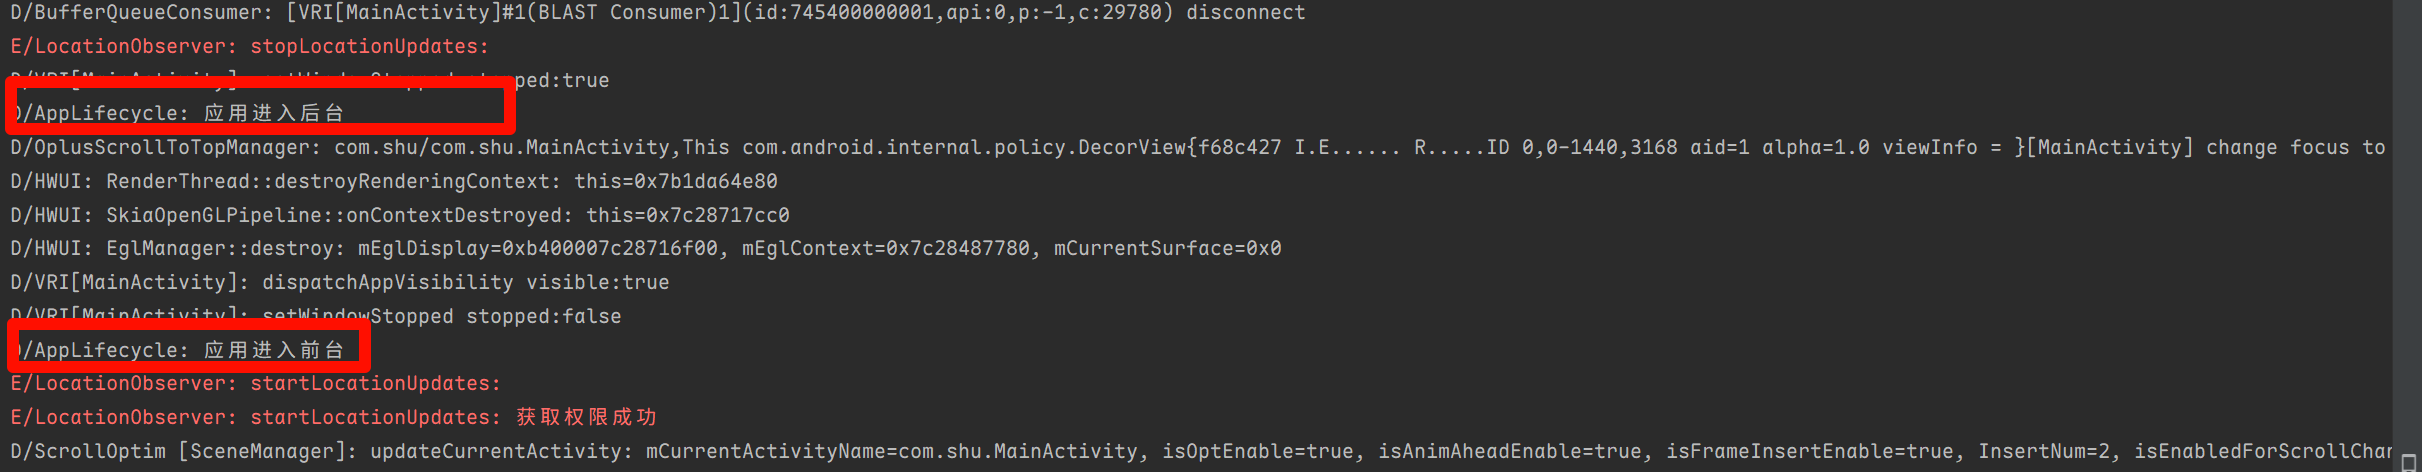 D/BufferQueueConsumer: [VRI[MainActivity]#1(BLAST Consumer)1](id:745400000001,api:0,p:-1,c:29780) disconnect
E/LocationObserver: stopLocationUpdates:
stopped:true
D/AppLifecycle: 应用进入后台
D/OplusScrollToTopManager: com.shu/com.shu.MainActivity,This com.android.internal.policy.DecorView{f68c427 I.E...... R.....ID 0,0-1440,3168 aid=1 alpha=1.0 viewInfo = }[MainActivity] change focus to
D/HWUI: RenderThread::destroyRenderingContext: this=0x7b1da64e80
D/HWUI: SkiaOpenGLPipeline::onContextDestroyed: this=0x7c28717cc0
D/HWUI: EglManager::destroy: mEglDisplay=0xb400007c28716f00, mEglContext=0x7c28487780, mCurrentSurface=0x0
D/VRI[MainActivity]: dispatchAppVisibility visible:true
D/VRI[MainActivity]: setWindowStopped stopped:false
D/AppLifecycle: 应用进入前台
E/LocationObserver: startLocationUpdates:
E/LocationObserver: startLocationUpdates: 获取权限成功
D/ScrollOptim [SceneManager]: updateCurrentActivity: mCurrentActivityName=com.shu.MainActivity, isOptEnable=true, isAnimAheadEnable=true, isFrameInsertEnable=true, InsertNum=2, isEnabledForScrollChan